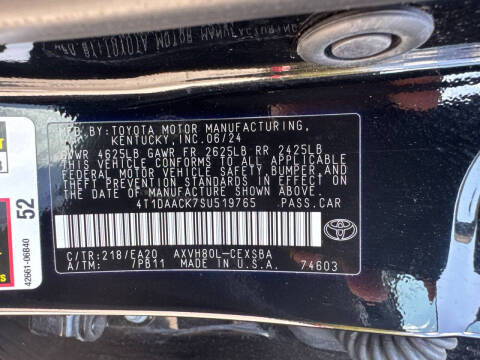 MFD.BY:TOYOTA MOTOR MANUFACTURING,
KENTUCKY, INC. 06/24
GVWR 4625LB GAWR FR 2625LB RR 2425LB
THIS VEHICLE CONFORMS TO ALL APPLICABLE
FEDERAL MOTOR VEHICLE SAFETY,BUMPER,AND
THEFT PREVENTION STANDARDS IN EFFECT ON
THE DATE OF MANUFACTURE SHOWN ABOVE.
4T1DAACK7SU519765 PASS.CAR
C/TR:218/EA20 AXVH80L-CEXSBA
A/TM: 7PB11 MADE IN U.S.A. 74603
TOYOTA
52
42661-06B40